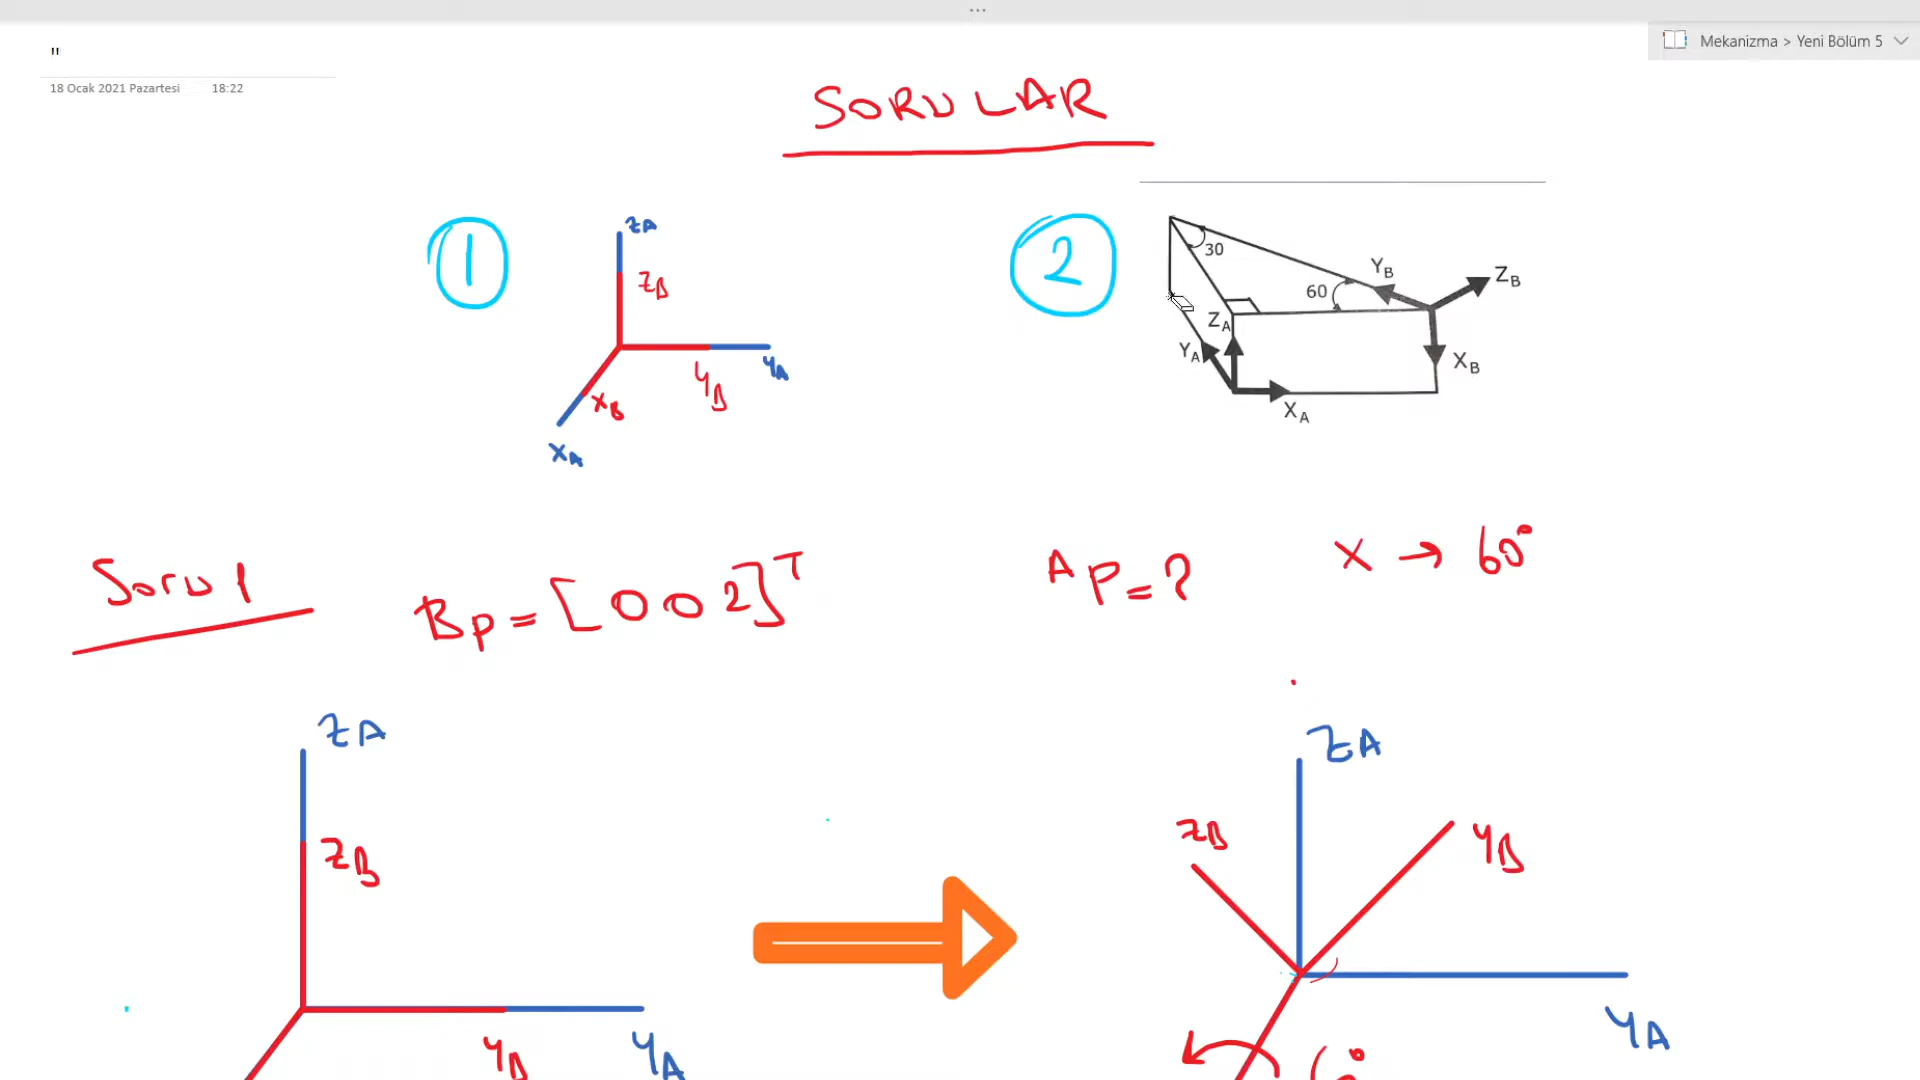 "
Mekanizma > Yeni Bölüm 5
18 Ocak 2021 Pazartesi 18:22
SORULAR
1
ZA
ZB
YB
YA
XB
XA
2
30
YB
ZB
60
ZA
YA
XB
XA
Soru 1
Bp = [0 0 2]T
Ap = ?
X → 60°
ZA
ZB
YB
YA
ZA
ZB
YB
YA